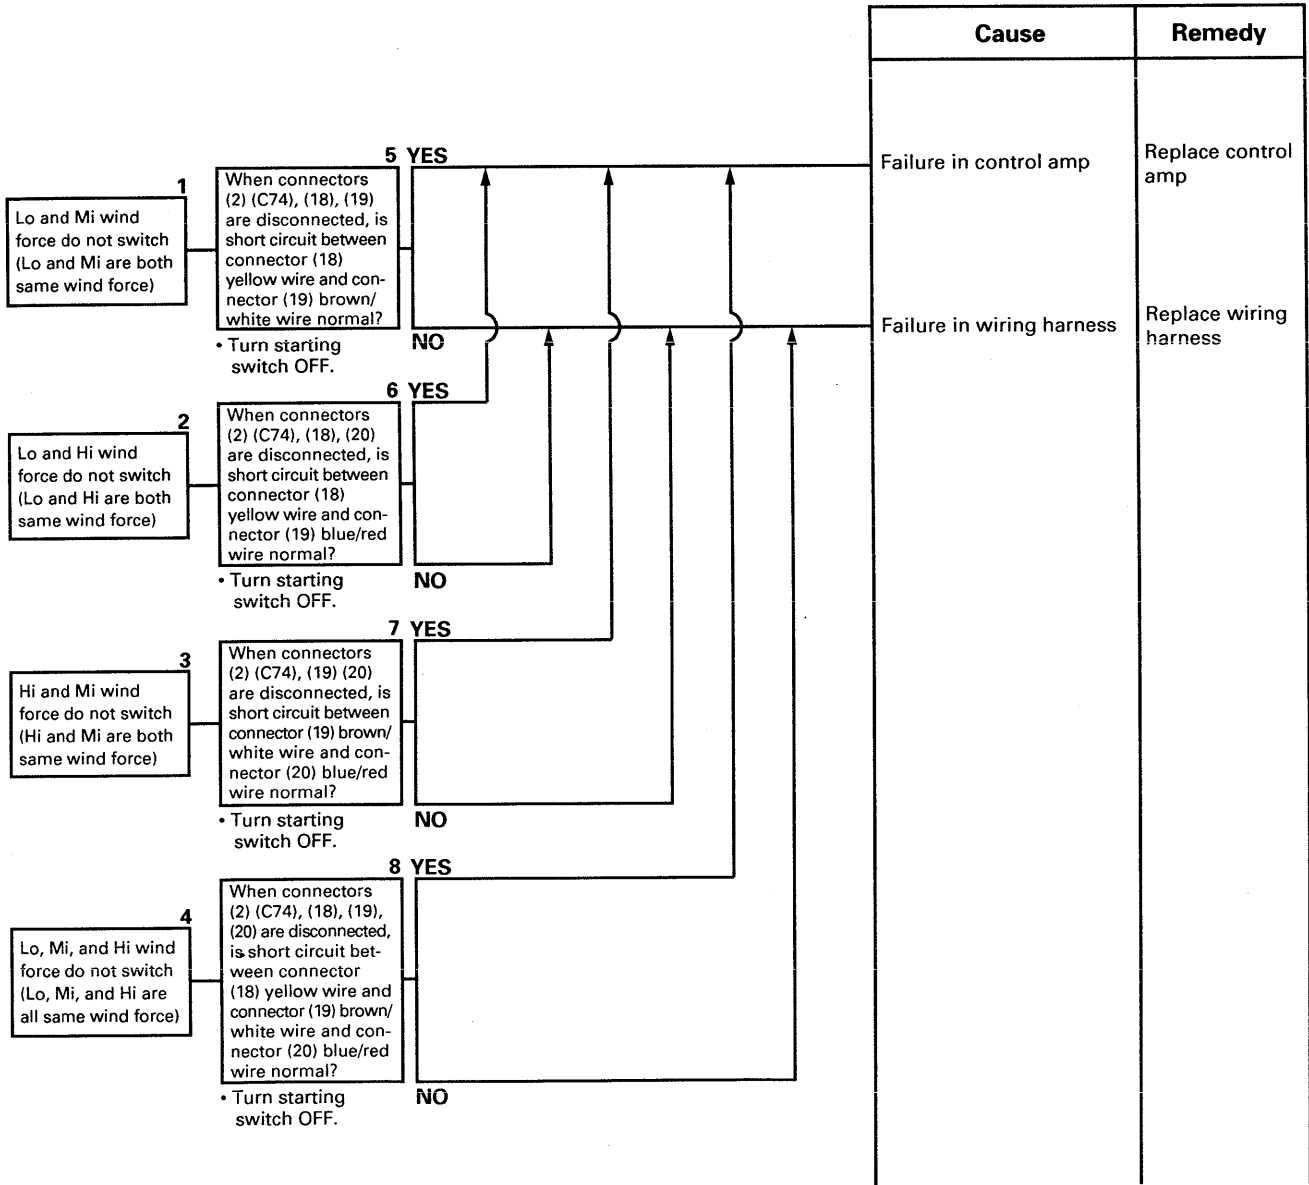 Cause
Remedy
5 YES
Failure in control amp
Replace control
amp
1
Lo and Mi wind
force do not switch
(Lo and Mi are both
same wind force)
When connectors
(2) (C74), (18), (19)
are disconnected, is
short circuit between
connector (18)
yellow wire and con-
nector (19) brown/
white wire normal?
NO
• Turn starting
switch OFF.
Failure in wiring harness
Replace wiring
harness
6 YES
2
Lo and Hi wind
force do not switch
(Lo and Hi are both
same wind force)
When connectors
(2) (C74), (18), (20)
are disconnected, is
short circuit between
connector (18)
yellow wire and con-
nector (19) blue/red
wire normal?
NO
• Turn starting
switch OFF.
7 YES
3
Hi and Mi wind
force do not switch
(Hi and Mi are both
same wind force)
When connectors
(2) (C74), (19) (20)
are disconnected, is
short circuit between
connector (19) brown/
white wire and con-
nector (20) blue/red
wire normal?
NO
• Turn starting
switch OFF.
8 YES
4
Lo, Mi, and Hi wind
force do not switch
(Lo, Mi, and Hi are
all same wind force)
When connectors
(2) (C74), (18), (19),
(20) are disconnected,
is short circuit bet-
ween connector
(18) yellow wire and
connector (19) brown/
white wire and con-
nector (20) blue/red
wire normal?
NO
• Turn starting
switch OFF.